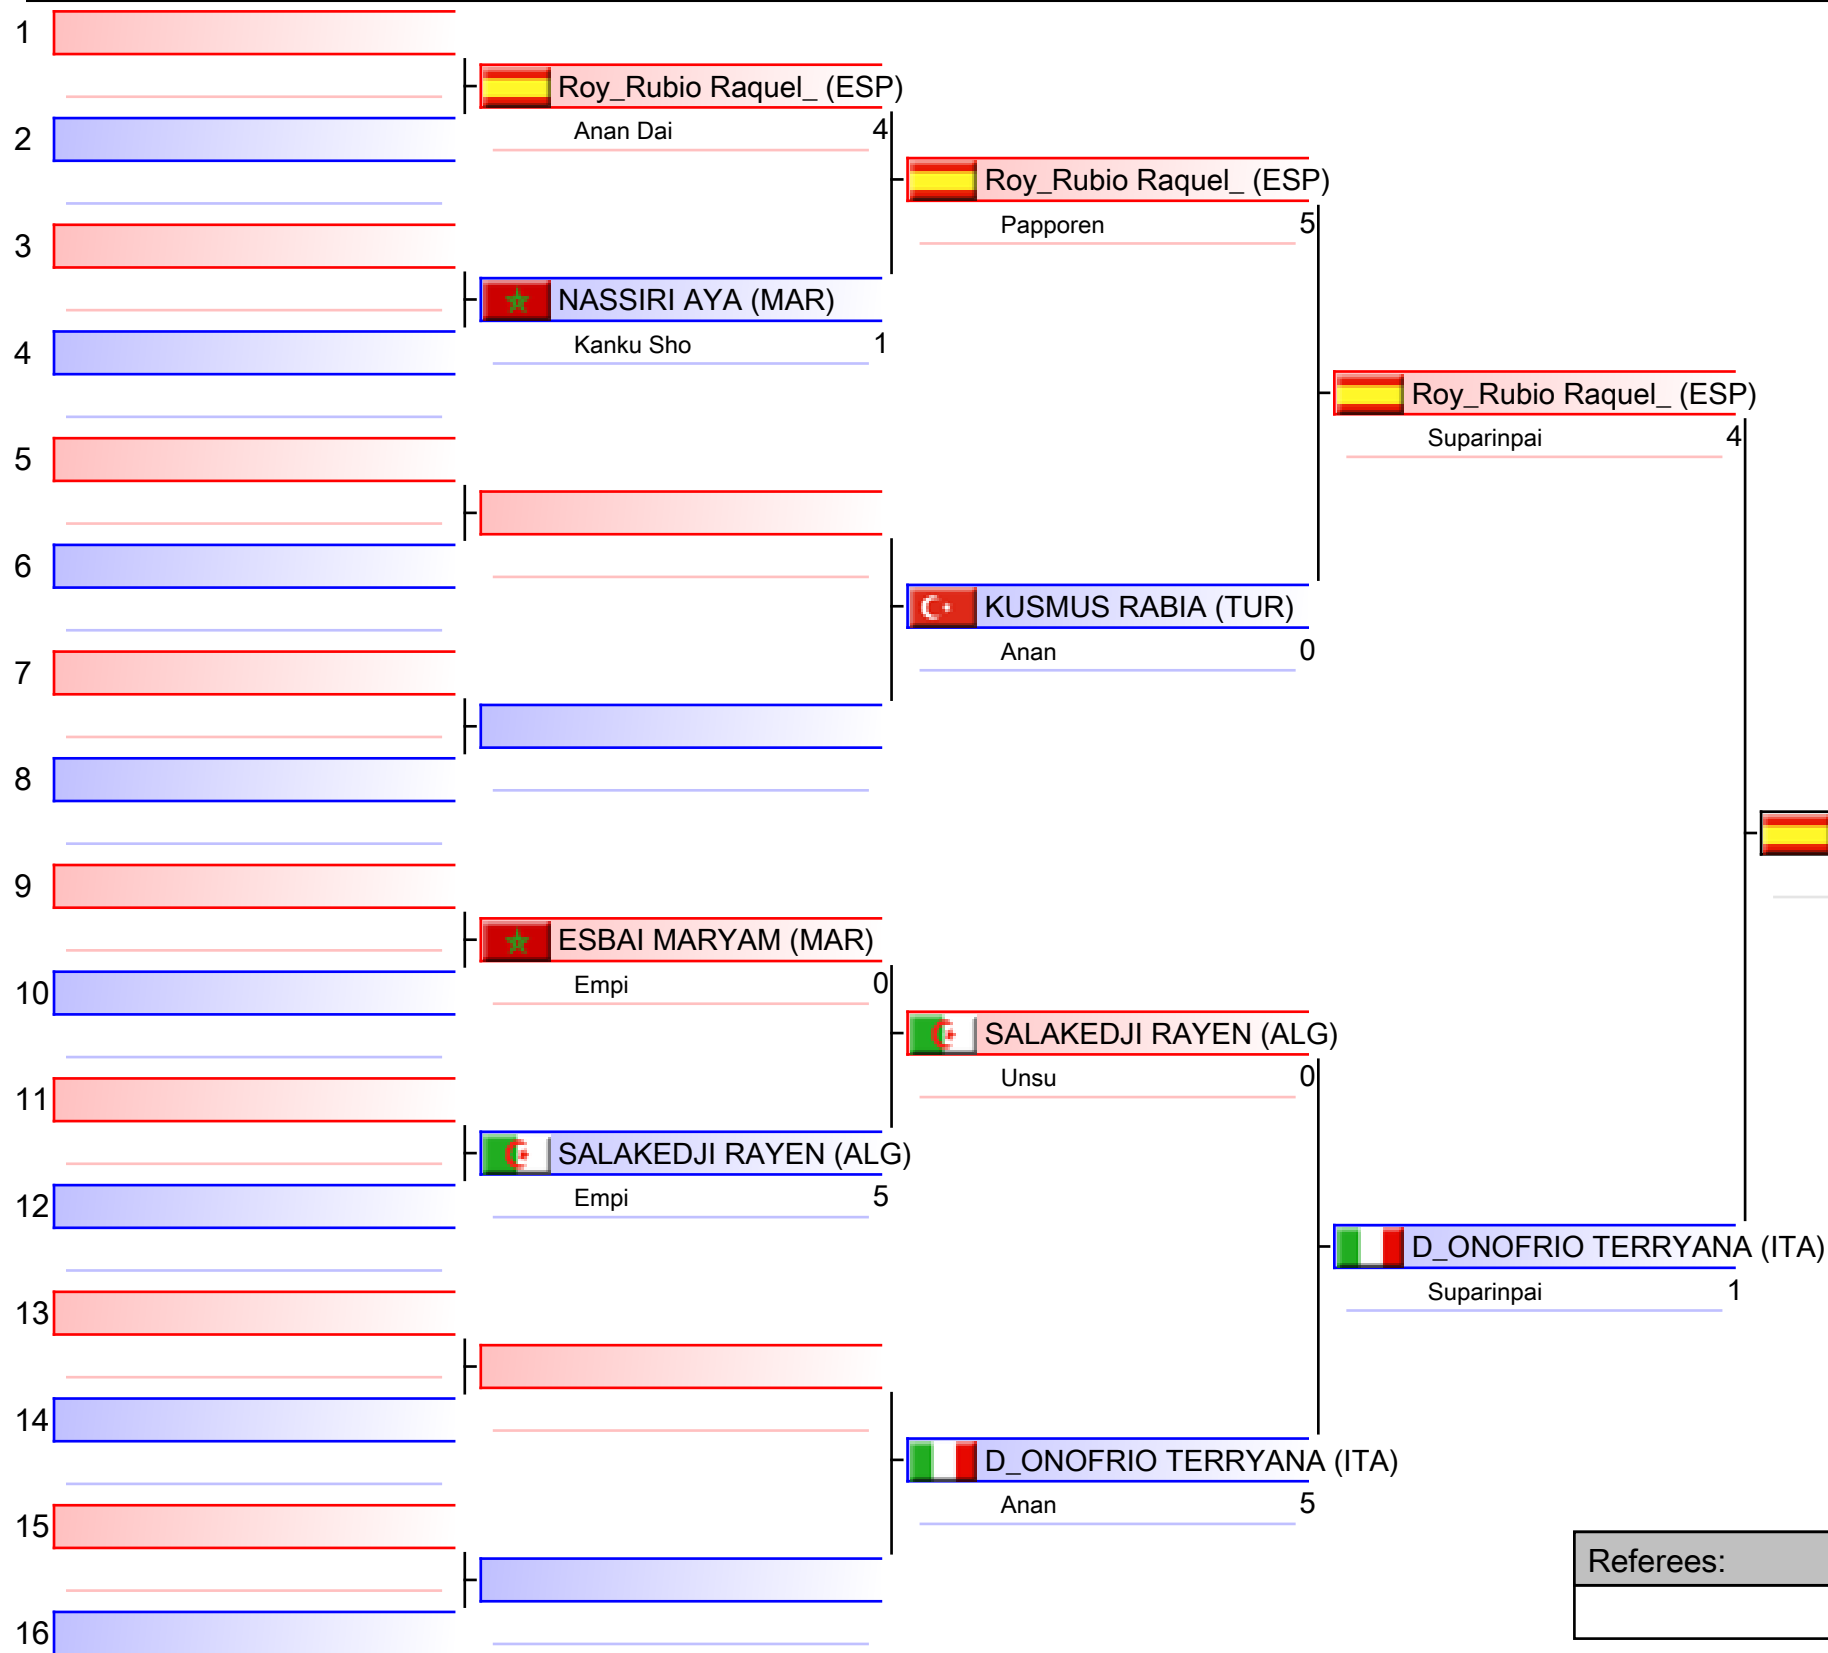 1
Roy_Rubio Raquel_ (ESP)
Anan Dai 4
2
Roy_Rubio Raquel_ (ESP)
Papporen 5
3
NASSIRI AYA (MAR)
Kanku Sho 1
4
Roy_Rubio Raquel_ (ESP)
Suparinpai 4
5
6
KUSMUS RABIA (TUR)
Anan 0
7
8
9
ESBAI MARYAM (MAR)
Empi 0
10
SALAKEDJI RAYEN (ALG)
Unsu 0
11
SALAKEDJI RAYEN (ALG)
Empi 5
12
D_ONOFRIO TERRYANA (ITA)
Suparinpai 1
13
14
D_ONOFRIO TERRYANA (ITA)
Anan 5
15
Referees:
16